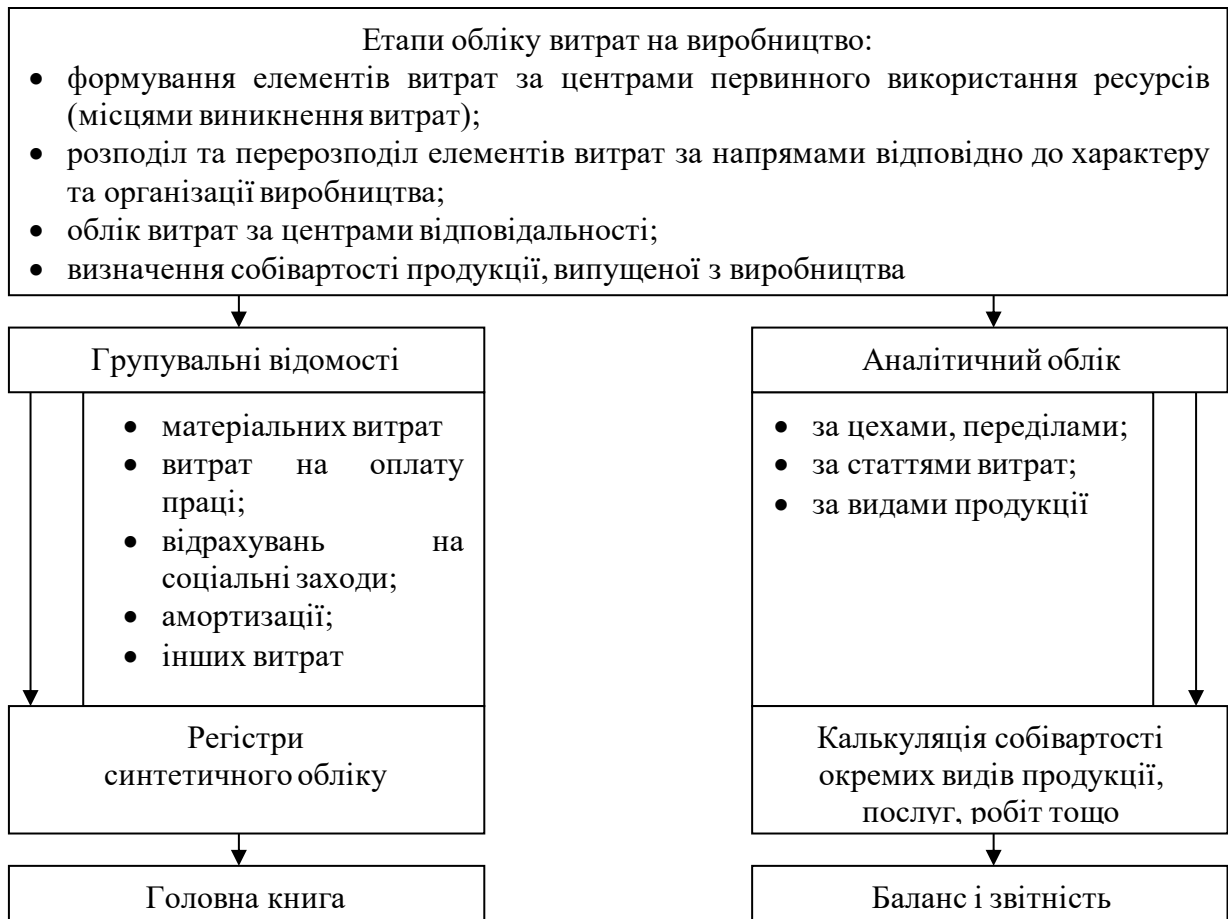 Етапи обліку витрат на виробництво:
• формування елементів витрат за центрами первинного використання ресурсів
(місцями виникнення витрат);
• розподіл та перерозподіл елементів витрат за напрямами відповідно до характеру
та організації виробництва;
• облік витрат за центрами відповідальності;
• визначення собівартості продукції, випущеної з виробництва
Групувальні відомості
• матеріальних витрат
• витрат на оплату
праці;
• відрахувань на
соціальні заходи;
• амортизації;
• інших витрат
Регістри
синтетичного обліку
Головна книга
Аналітичний облік
• за цехами, переділами;
• за статтями витрат;
• за видами продукції
Калькуляція собівартості
окремих видів продукції,
послуг, робіт тощо
Баланс і звітність